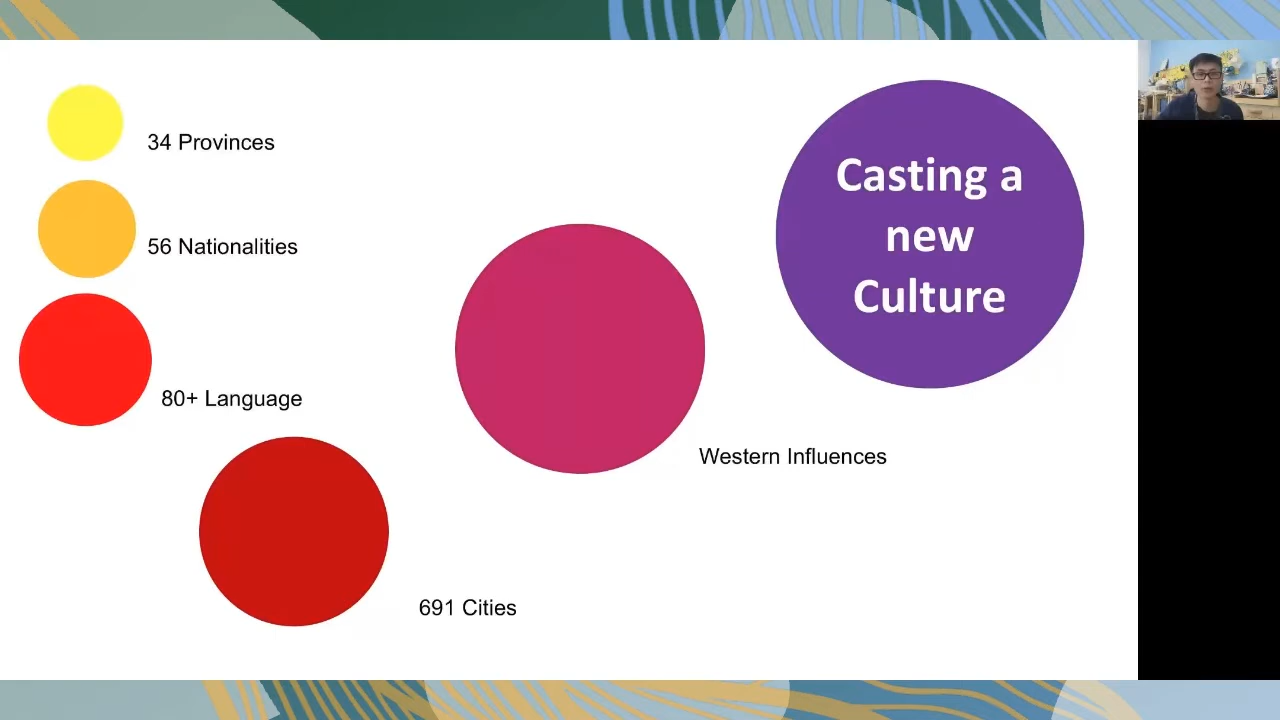 34 Provinces
56 Nationalities
80+ Language
691 Cities
Western Influences
Casting a
new
Culture